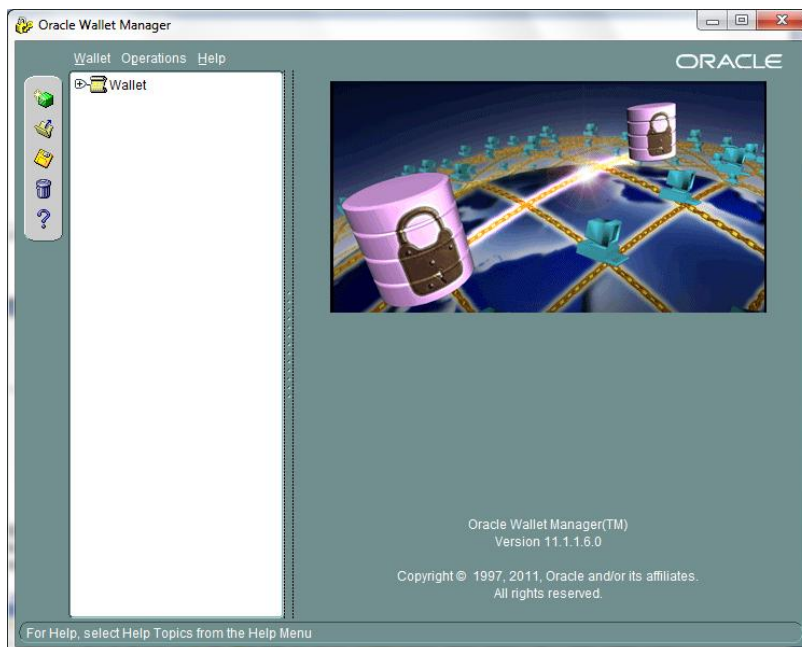 Oracle Wallet Manager
Wallet Operations Help
ORACLE
Wallet
Oracle Wallet Manager(TM)
Version 11.1.1.6.0
Copyright © 1997, 2011, Oracle and/or its affiliates.
All rights reserved.
For Help, select Help Topics from the Help Menu